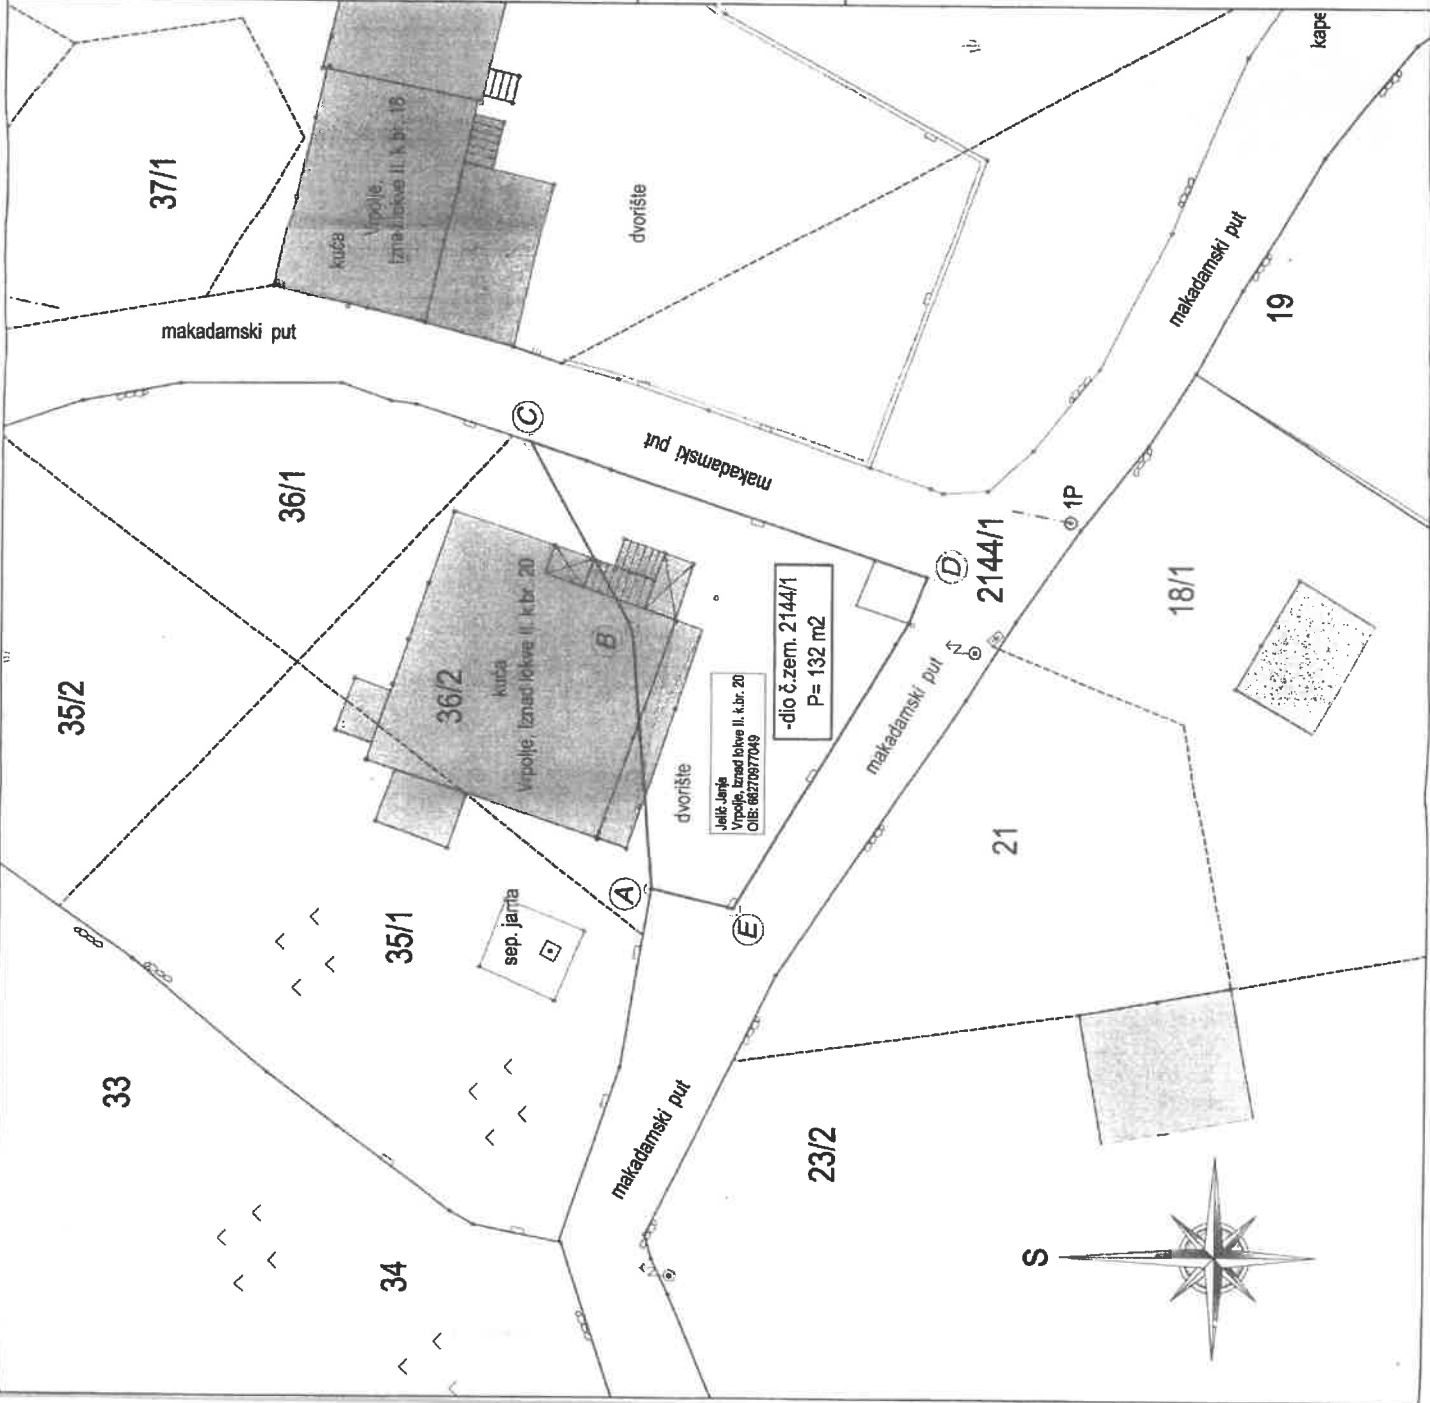 kape
37/1
kuća
Vrpolje,
Iznad lokve II. k.br. 18
dvorište
makadamski put
makadamski put
19
C
36/1
makadamski put
1P
2144/1
D
18/1
35/2
36/2
kuća
Vrpolje, Iznad lokve II. k.br. 20
B
-dio č.zem. 2144/1
P= 132 m2
Jelić Janja
Vrpolje, Iznad lokve II. k.br. 20
OIB: 66270977049
dvorište
makadamski put
21
A
E
35/1
sep. jama
33
makadamski put
23/2
34
S